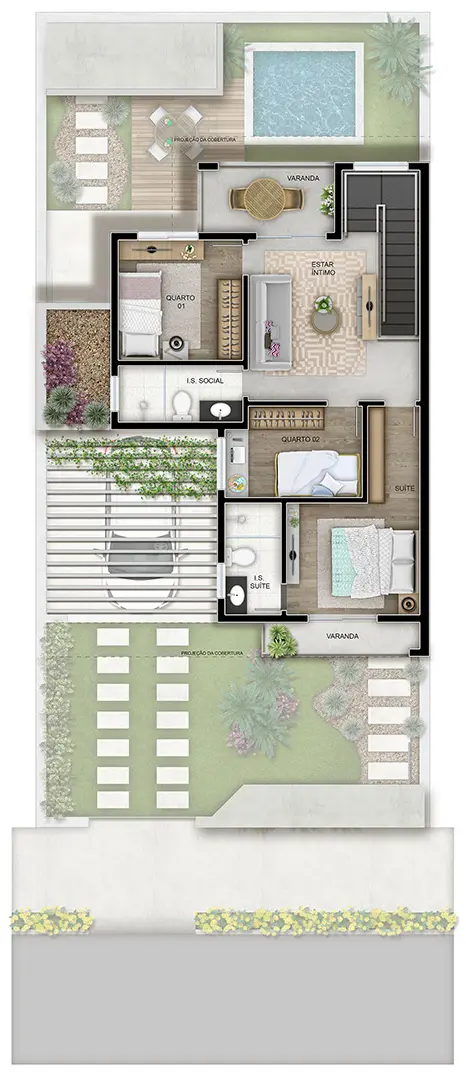 PROJEÇÃO DA COBERTURA
VARANDA
ESTAR
ÍNTIMO
QUARTO
01
I.S. SOCIAL
QUARTO 02
SUÍTE
I.S.
SUÍTE
VARANDA
PROJEÇÃO DA COBERTURA